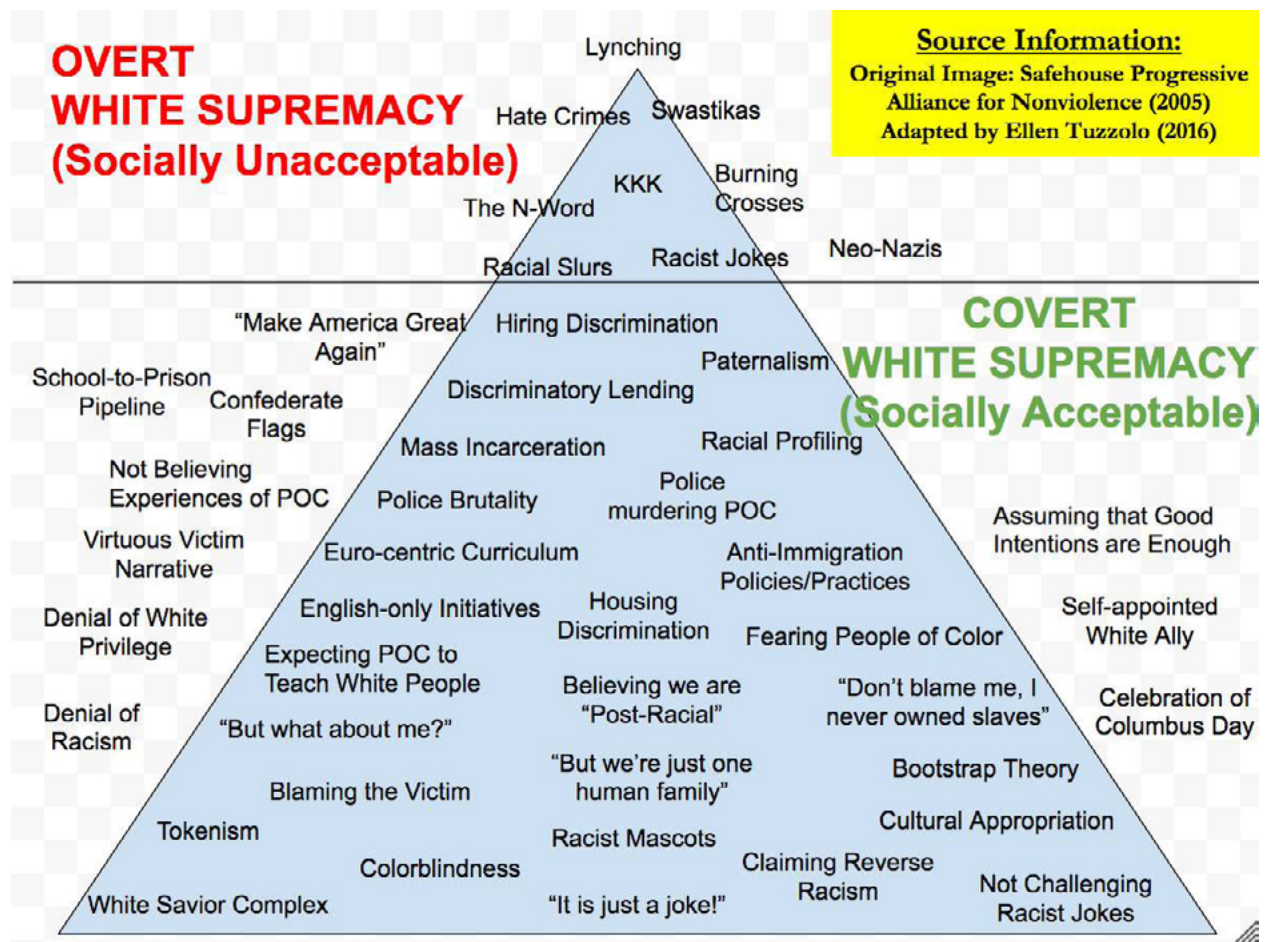 Lynching
OVERT
WHITE SUPREMACY
(Socially Unacceptable)
Source Information:
Original Image: Safehouse Progressive
Alliance for Nonviolence (2005)
Adapted by Ellen Tuzzolo (2016)
Hate Crimes
Swastikas
KKK
Burning
Crosses
The N-Word
Racial Slurs
Racist Jokes
Neo-Nazis
COVERT
WHITE SUPREMACY
(Socially Acceptable)
“Make America Great
Again”
Hiring Discrimination
Paternalism
School-to-Prison
Pipeline
Confederate
Flags
Discriminatory Lending
Mass Incarceration
Racial Profiling
Not Believing
Experiences of POC
Police Brutality
Police
murdering POC
Assuming that Good
Intentions are Enough
Virtuous Victim
Narrative
Euro-centric Curriculum
Anti-Immigration
Policies/Practices
Denial of White
Privilege
English-only Initiatives
Housing
Discrimination
Fearing People of Color
Self-appointed
White Ally
Expecting POC to
Teach White People
Believing we are
“Post-Racial”
“Don’t blame me, I
never owned slaves”
Celebration of
Columbus Day
Denial of
Racism
“But what about me?”
“But we’re just one
human family”
Bootstrap Theory
Blaming the Victim
Tokenism
Racist Mascots
Cultural Appropriation
Colorblindness
Claiming Reverse
Racism
White Savior Complex
“It is just a joke!”
Not Challenging
Racist Jokes